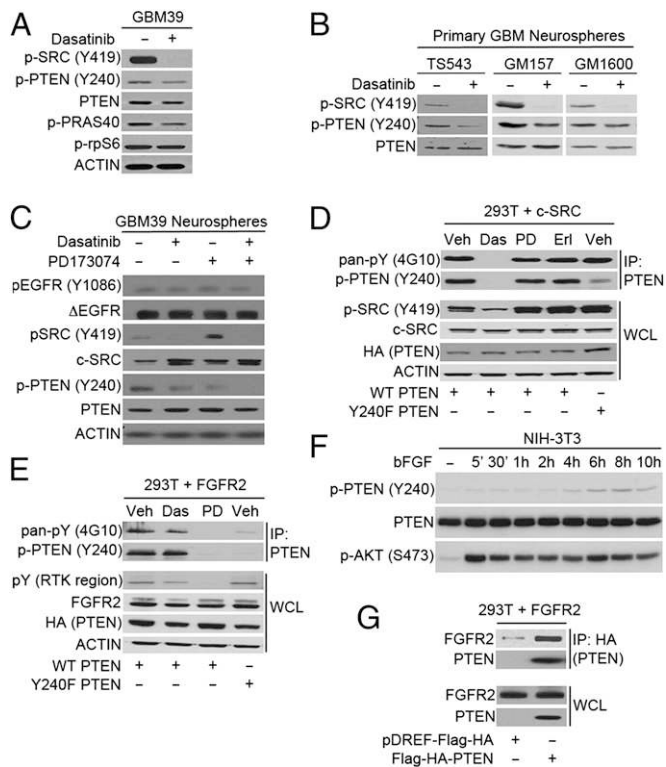 A
GBM39
Dasatinib – +
p-SRC (Y419)
p-PTEN (Y240)
PTEN
p-PRAS40
p-rpS6
ACTIN
B
Primary GBM Neurospheres
TS543 GM157 GM1600
Dasatinib – + – + – +
p-SRC (Y419)
p-PTEN (Y240)
PTEN
C
GBM39 Neurospheres
Dasatinib – + – +
PD173074 – – + +
pEGFR (Y1086)
ΔEGFR
pSRC (Y419)
c-SRC
p-PTEN (Y240)
PTEN
ACTIN
D
293T + c-SRC
Veh Das PD Erl Veh
pan-pY (4G10)
p-PTEN (Y240)
IP:
PTEN
p-SRC (Y419)
c-SRC
HA (PTEN)
ACTIN
WCL
WT PTEN + + + + –
Y240F PTEN – – – – +
E
293T + FGFR2
Veh Das PD Veh
pan-pY (4G10)
p-PTEN (Y240)
IP:
PTEN
pY (RTK region)
FGFR2
HA (PTEN)
ACTIN
WCL
WT PTEN + + + –
Y240F PTEN – – – +
F
NIH-3T3
bFGF – 5' 30' 1h 2h 4h 6h 8h 10h
p-PTEN (Y240)
PTEN
p-AKT (S473)
G
293T + FGFR2
FGFR2
PTEN
IP: HA
(PTEN)
FGFR2
PTEN
WCL
pDREF-Flag-HA + –
Flag-HA-PTEN – +